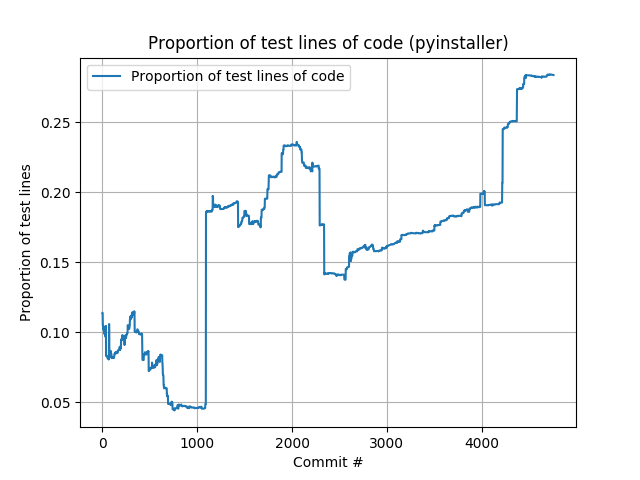 Proportion of test lines of code (pyinstaller)
Proportion of test lines of code
0.25
0.20
0.15
0.10
0.05
Proportion of test lines
0
1000
2000
3000
4000
Commit #